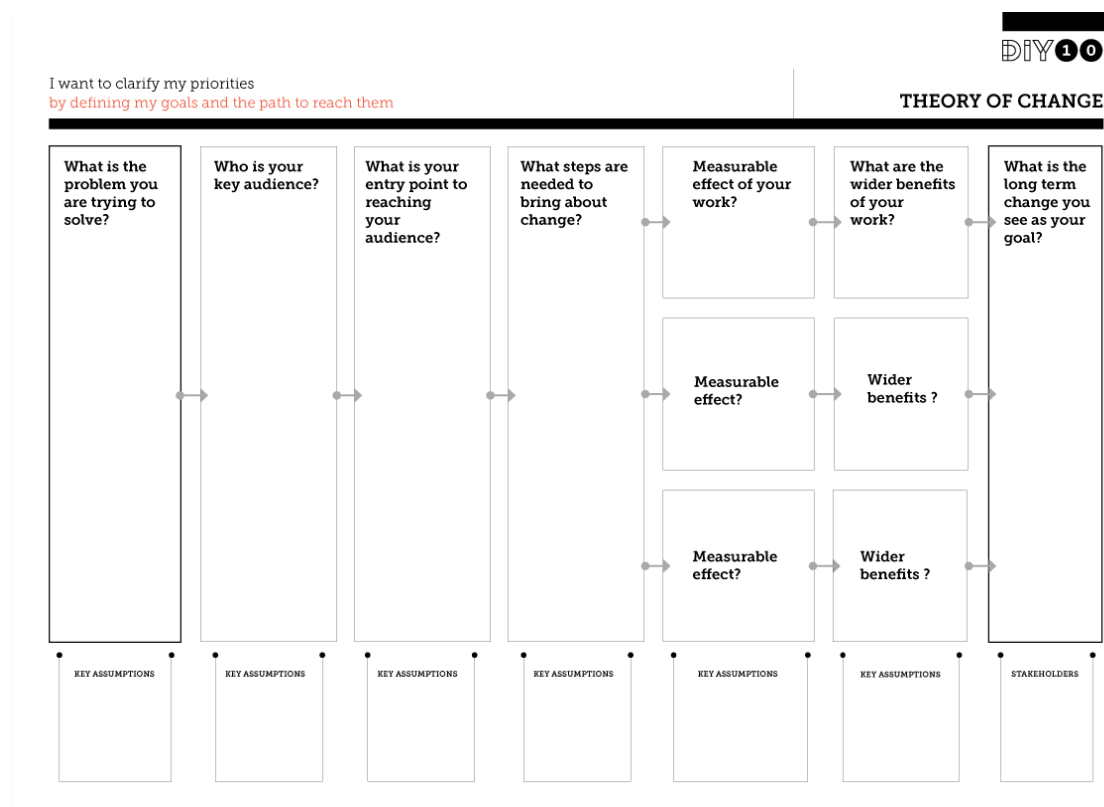 DIY 10
I want to clarify my priorities
by defining my goals and the path to reach them
THEORY OF CHANGE
What is the
problem you
are trying to
solve?
Who is your
key audience?
What is your
entry point to
reaching
your
audience?
What steps are
needed to
bring about
change?
Measurable
effect of your
work?
What are the
wider benefits
of your
work?
What is the
long term
change you
see as your
goal?
Measurable
effect?
Wider
benefits ?
Measurable
effect?
Wider
benefits ?
KEY ASSUMPTIONS
KEY ASSUMPTIONS
KEY ASSUMPTIONS
KEY ASSUMPTIONS
KEY ASSUMPTIONS
KEY ASSUMPTIONS
STAKEHOLDERS